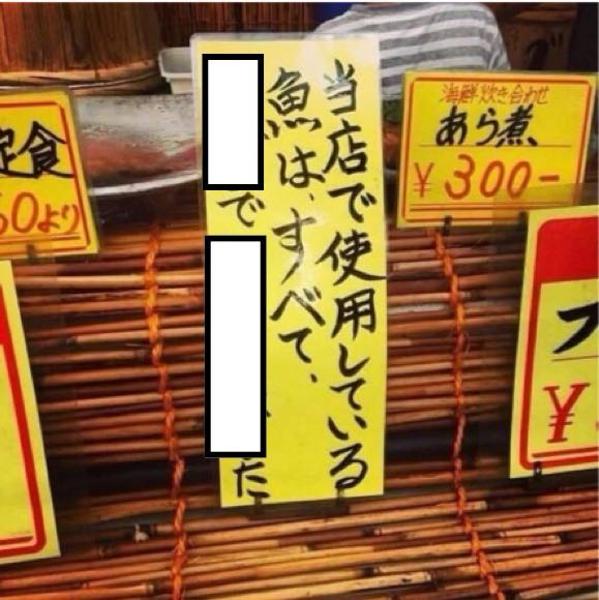 当店で使用している
魚は、すべて、
で
た
海鮮炊き合わせ
あら煮
¥300-
定食
0より
フ
¥